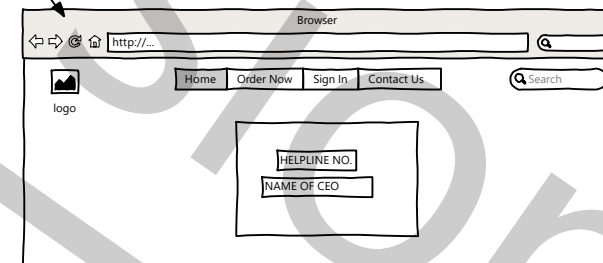 Browser
http://...
Home Order Now Sign In Contact Us Search
logo
HELPLINE NO.
NAME OF CEO